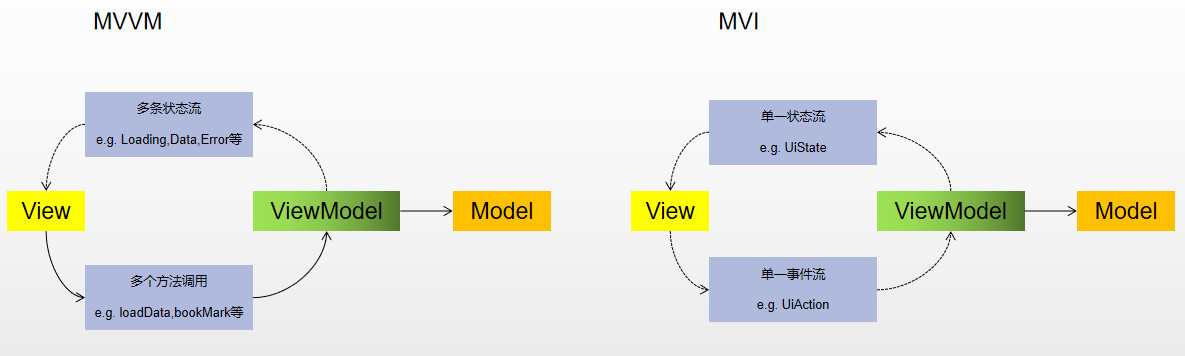 MVVM
多条状态流
e.g. Loading,Data,Error等
View
ViewModel
Model
多个方法调用
e.g. loadData,bookMark等
MVI
单一状态流
e.g. UiState
View
ViewModel
Model
单一事件流
e.g. UiAction